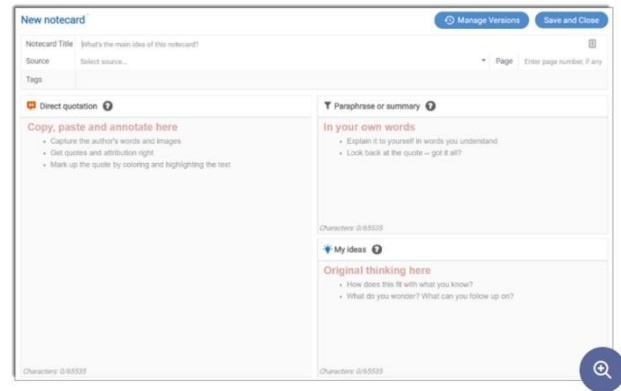 New notecard
Manage Versions
Save and Close
Notecard Title What's the main idea of this notecard?
Source Select source... Page Enter page number, if any
Tags
Direct quotation
Copy, paste and annotate here
• Capture the author's words and images
• Get quotes and attribution right
• Mark up the quote by coloring and highlighting the text
Characters: 0/65535
Paraphrase or summary
In your own words
• Explain it to yourself in words you understand
• Look back at the quote – got it all?
Characters: 0/65535
My ideas
Original thinking here
• How does this fit with what you know?
• What do you wonder? What can you follow up on?
Characters: 0/65535